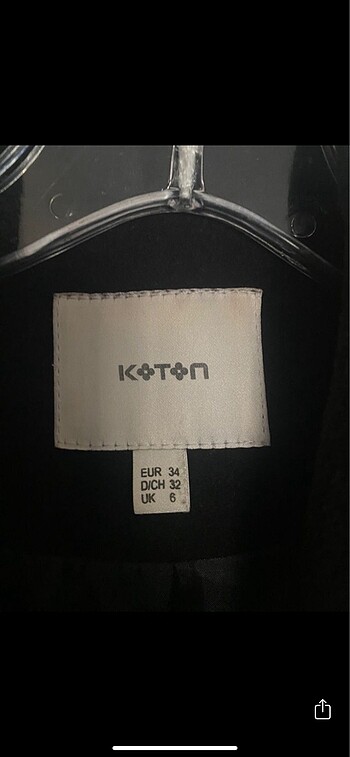 KOTON
EUR 34
D/CH 32
UK 6